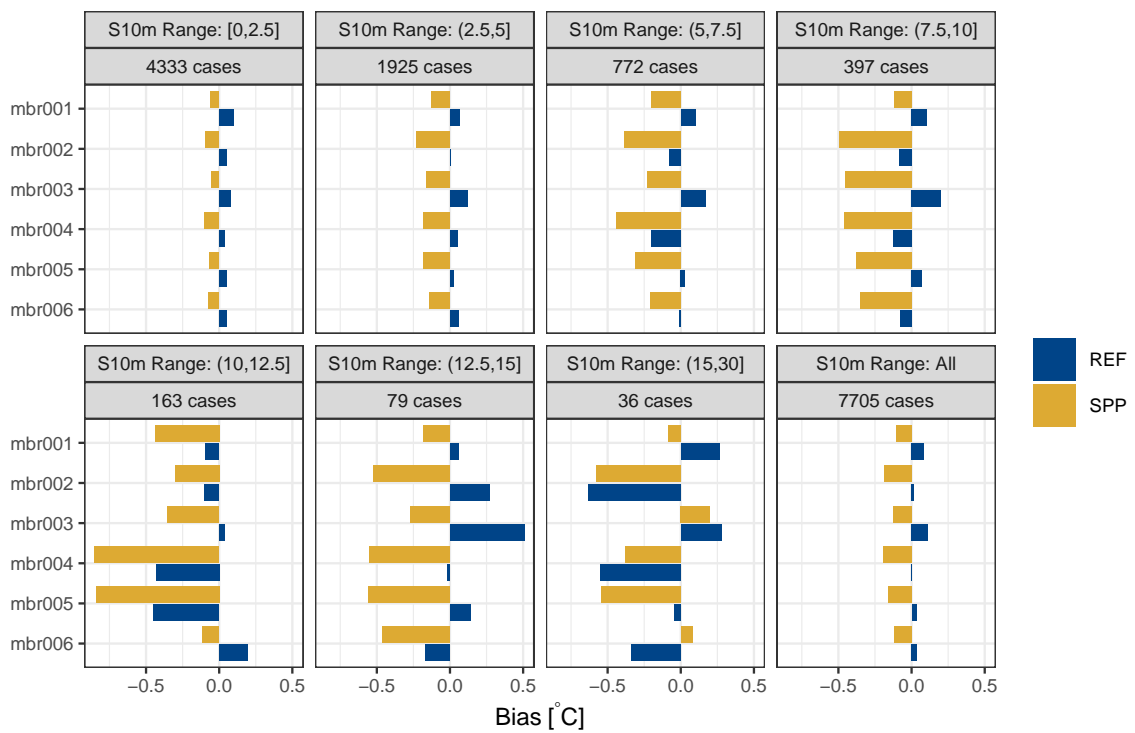 S10m Range: [0,2.5]
S10m Range: (2.5,5]
S10m Range: (5,7.5]
S10m Range: (7.5,10]
4333 cases
1925 cases
772 cases
397 cases
mbr001
mbr002
mbr003
mbr004
mbr005
mbr006
S10m Range: (10,12.5]
S10m Range: (12.5,15]
S10m Range: (15,30]
S10m Range: All
163 cases
79 cases
36 cases
7705 cases
mbr001
mbr002
mbr003
mbr004
mbr005
mbr006
−0.5 0.0 0.5
−0.5 0.0 0.5
−0.5 0.0 0.5
−0.5 0.0 0.5
Bias [°C]
REF
SPP